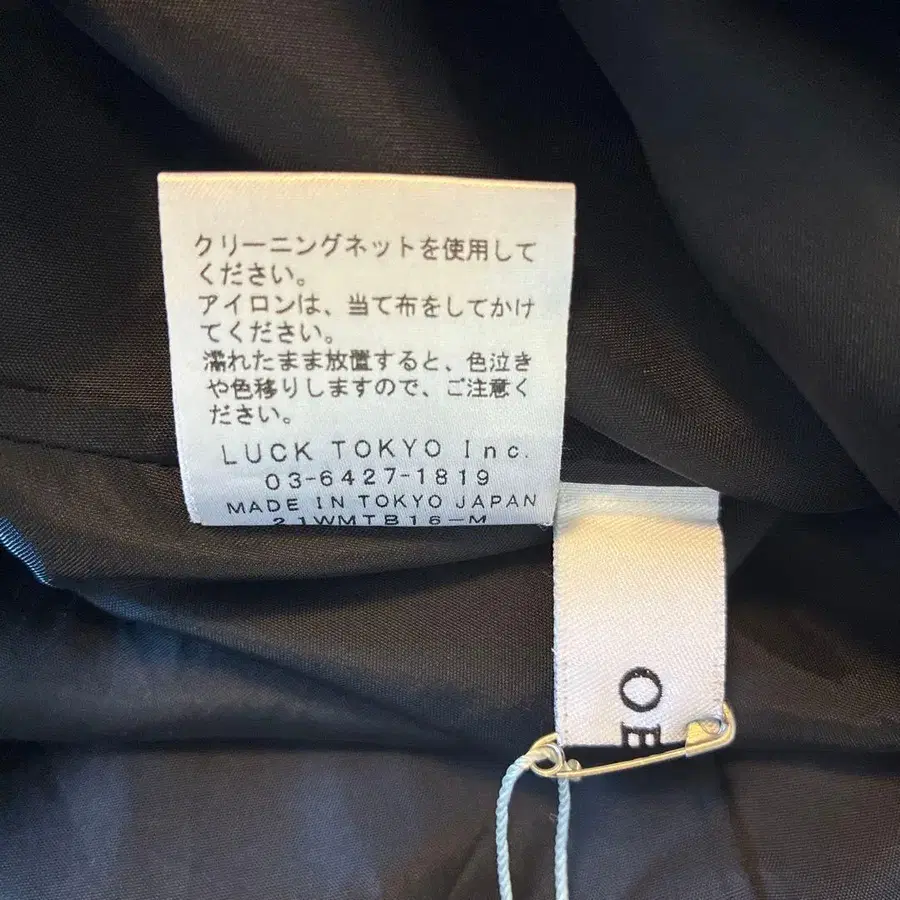 クリーニングネットを使用して
ください。
アイロンは、当て布をしてかけ
てください。
濡れたまま放置すると、色泣き
や色移りしますので、ご注意く
ださい。
LUCK TOKYO Inc.
03-6427-1819
MADE IN TOKYO JAPAN
21WMTB16-M
OE